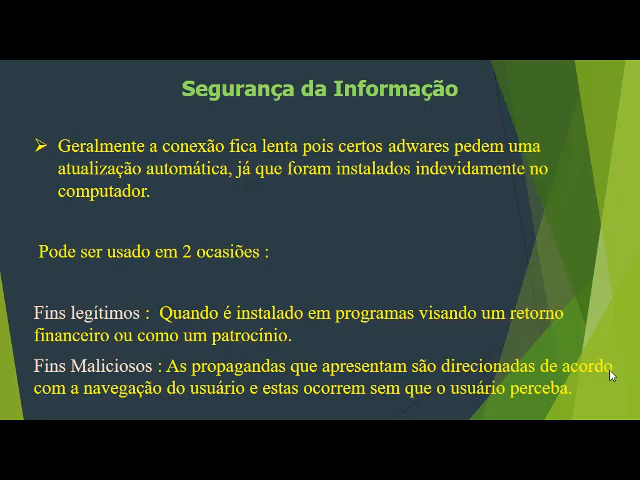 Segurança da Informação
Geralmente a conexão fica lenta pois certos adwares pedem uma
atualização automática, já que foram instalados indevidamente no
computador.
Pode ser usado em 2 ocasiões :
Fins legítimos : Quando é instalado em programas visando um retorno
financeiro ou como um patrocínio.
Fins Maliciosos : As propagandas que apresentam são direcionadas de acordo
com a navegação do usuário e estas ocorrem sem que o usuário perceba.